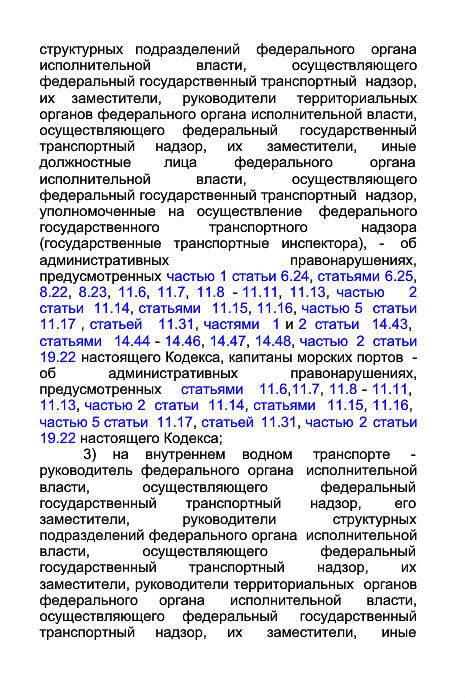 структурных подразделений федерального органа
исполнительной власти, осуществляющего
федеральный государственный транспортный надзор,
их заместители, руководители территориальных
органов федерального органа исполнительной власти,
осуществляющего федеральный государственный
транспортный надзор, их заместители, иные
должностные лица федерального органа
исполнительной власти, осуществляющего
федеральный государственный транспортный надзор,
уполномоченные на осуществление федерального
государственного транспортного надзора
(государственные транспортные инспектора), - об
административных правонарушениях,
предусмотренных частью 1 статьи 6.24, статьями 6.25,
8.22, 8.23, 11.6, 11.7, 11.8 - 11.11, 11.13, частью 2
статьи 11.14, статьями 11.15, 11.16, частью 5 статьи
11.17 , статьей 11.31, частями 1 и 2 статьи 14.43,
статьями 14.44 - 14.46, 14.47, 14.48, частью 2 статьи
19.22 настоящего Кодекса, капитаны морских портов -
об административных правонарушениях,
предусмотренных статьями 11.6,11.7, 11.8 - 11.11,
11.13, частью 2 статьи 11.14, статьями 11.15, 11.16,
частью 5 статьи 11.17, статьей 11.31, частью 2 статьи
19.22 настоящего Кодекса;
3) на внутреннем водном транспорте -
руководитель федерального органа исполнительной
власти, осуществляющего федеральный
государственный транспортный надзор, его
заместители, руководители структурных
подразделений федерального органа исполнительной
власти, осуществляющего федеральный
государственный транспортный надзор, их
заместители, руководители территориальных органов
федерального органа исполнительной власти,
осуществляющего федеральный государственный
транспортный надзор, их заместители, иные